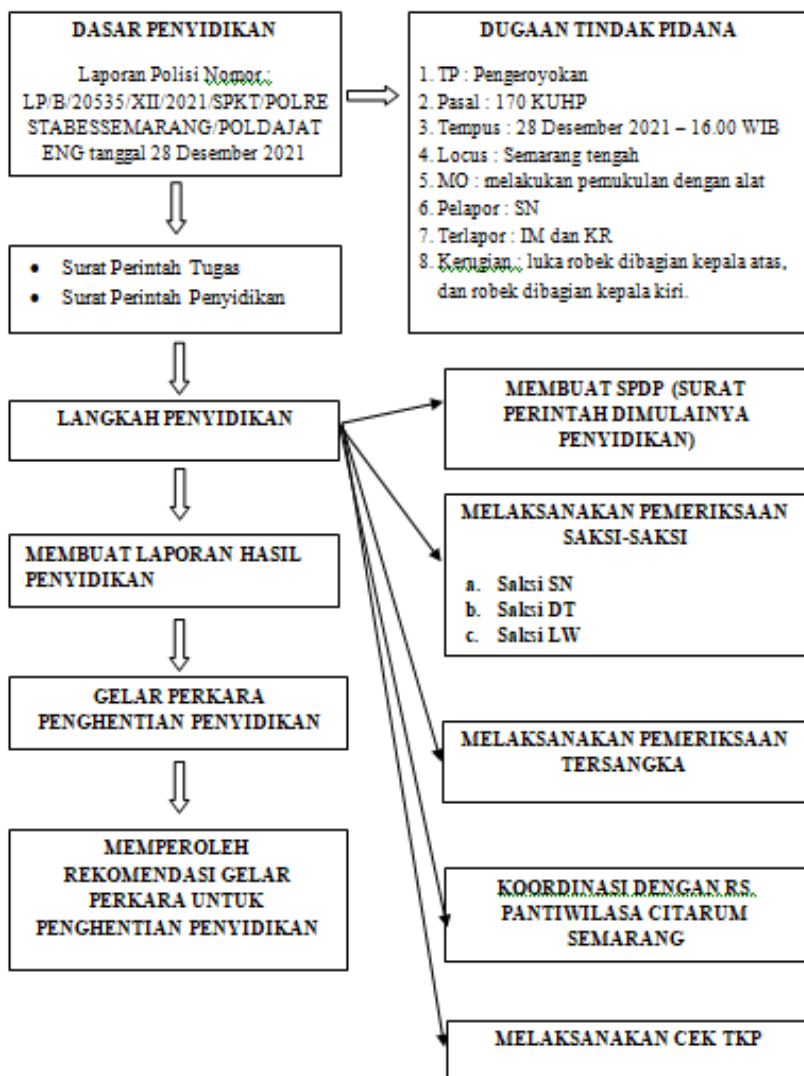 DASAR PENYIDIKAN
Laporan Polisi Nomor :
LP/B/20535/XII/2021/SPKT/POLRE
STABESSEMARANG/POLDAJAT
ENG tanggal 28 Desember 2021
DUGAAN TINDAK PIDANA
1. TP : Pengeroyokan
2. Pasal : 170 KUHP
3. Tempus : 28 Desember 2021 – 16.00 WIB
4. Locus : Semarang tengah
5. MO : melakukan pemukulan dengan alat
6. Pelapor : SN
7. Terlapor : IM dan KR
8. Kerugian : luka robek dibagian kepala atas,
dan robek dibagian kepala kiri.
• Surat Perintah Tugas
• Surat Perintah Penyidikan
LANGKAH PENYIDIKAN
MEMBUAT LAPORAN HASIL
PENYIDIKAN
GELAR PERKARA
PENGHENTIAN PENYIDIKAN
MEMPEROLEH
REKOMENDASI GELAR
PERKARA UNTUK
PENGHENTIAN PENYIDIKAN
MEMBUAT SPDP (SURAT
PERINTAH DIMULAINYA
PENYIDIKAN)
MELAKSANAKAN PEMERIKSAAN
SAKSI-SAKSI
a. Saksi SN
b. Saksi DT
c. Saksi LW
MELAKSANAKAN PEMERIKSAAN
TERSANGKA
KOORDINASI DENGAN RS.
PANTIWILASA CITARUM
SEMARANG
MELAKSANAKAN CEK TKP